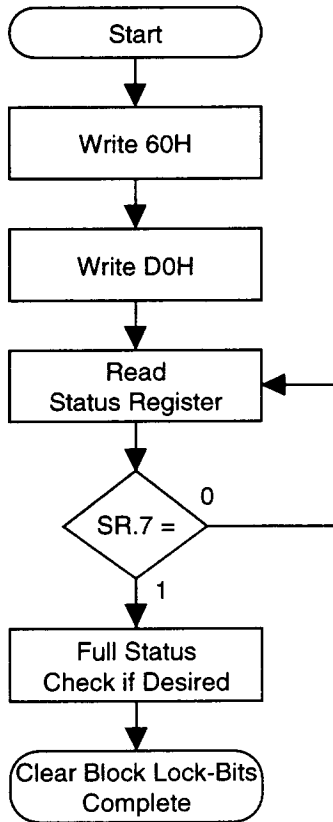 Start
Write 60H
Write D0H
Read
Status Register
0
SR.7 =
1
Full Status
Check if Desired
Clear Block Lock-Bits
Complete